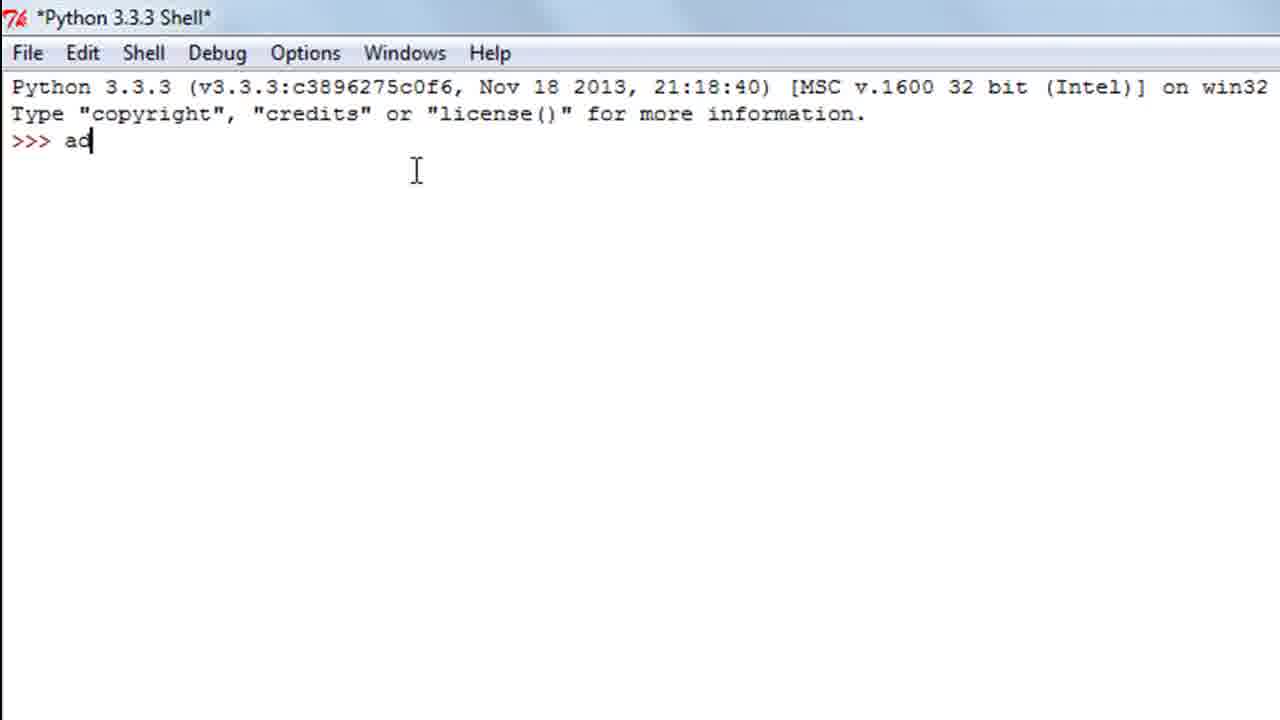 *Python 3.3.3 Shell*
File Edit Shell Debug Options Windows Help
Python 3.3.3 (v3.3.3:c3896275c0f6, Nov 18 2013, 21:18:40) [MSC v.1600 32 bit (Intel)] on win32
Type "copyright", "credits" or "license()" for more information.
>>> ad